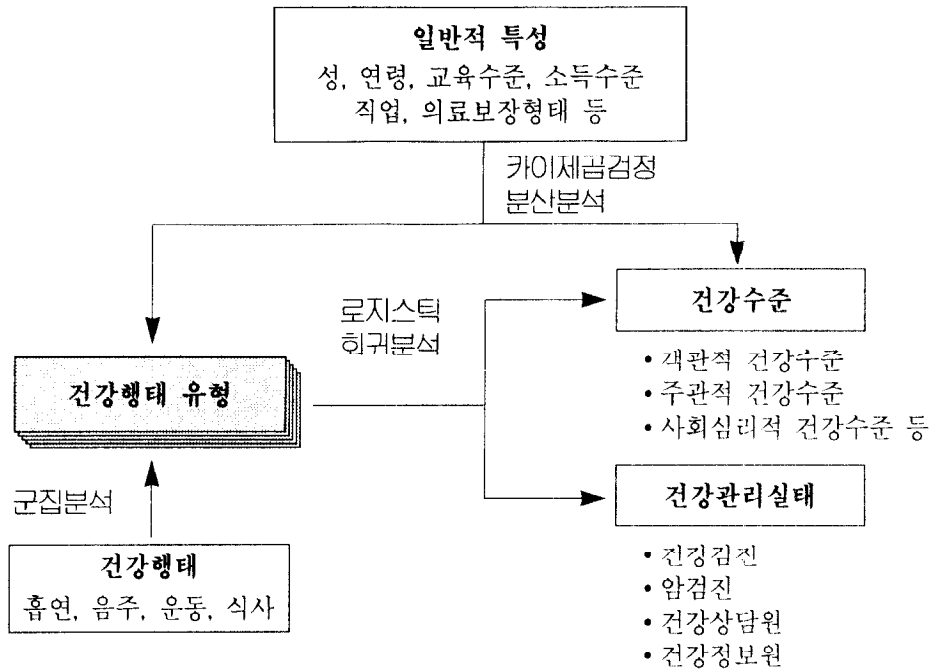 일반적 특성
성, 연령, 교육수준, 소득수준
직업, 의료보장형태 등
카이제곱검정
분산분석
로지스틱
회귀분석
건강수준
• 객관적 건강수준
• 주관적 건강수준
• 사회심리적 건강수준 등
건강행태 유형
군집분석
건강행태
흡연, 음주, 운동, 식사
건강관리실태
• 건강검진
• 암검진
• 건강상담원
• 건강정보원